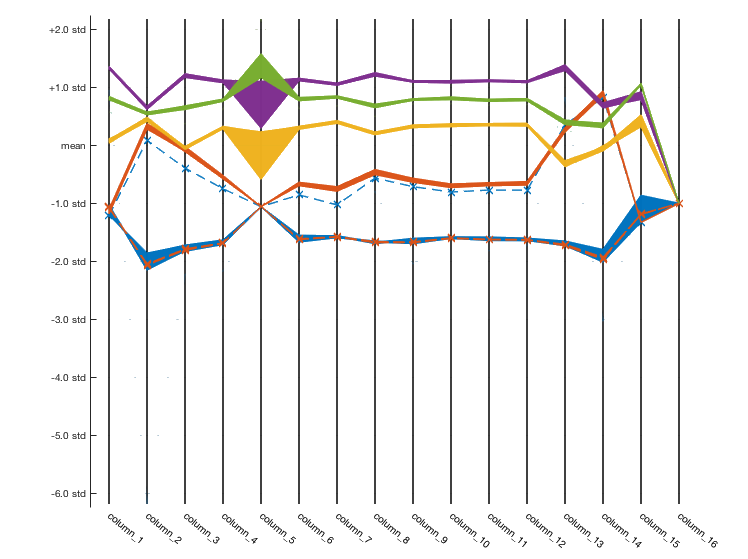 +2.0 std
+1.0 std
mean
-1.0 std
-2.0 std
-3.0 std
-4.0 std
-5.0 std
-6.0 std
column_1
column_2
column_3
column_4
column_5
column_6
column_7
column_8
column_9
column_10
column_11
column_12
column_13
column_14
column_15
column_16